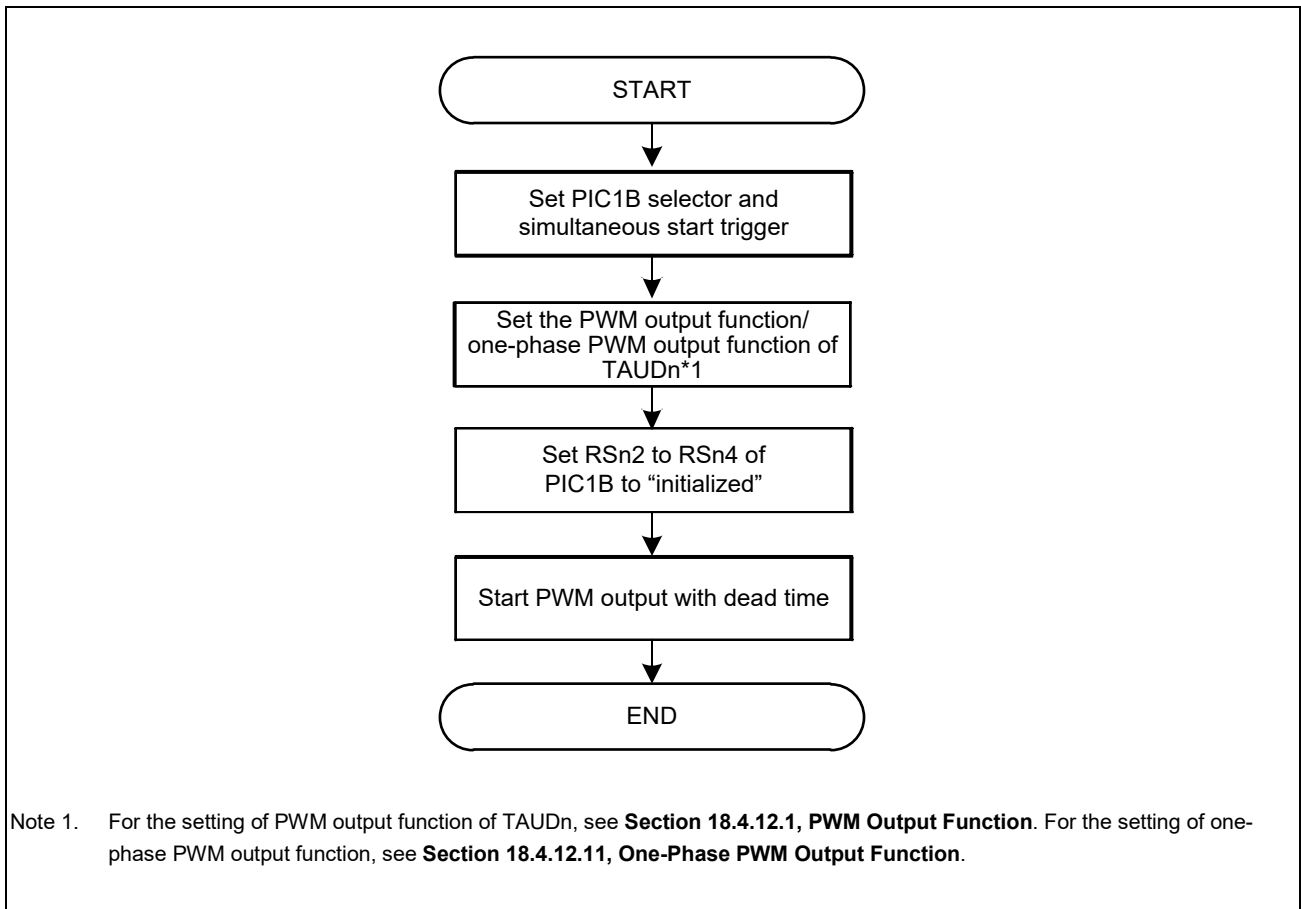 START
Set PIC1B selector and
simultaneous start trigger
Set the PWM output function/
one-phase PWM output function of
TAUDn*1
Set RSn2 to RSn4 of
PIC1B to “initialized”
Start PWM output with dead time
END
Note 1. For the setting of PWM output function of TAUDn, see Section 18.4.12.1, PWM Output Function. For the setting of one-
phase PWM output function, see Section 18.4.12.11, One-Phase PWM Output Function.